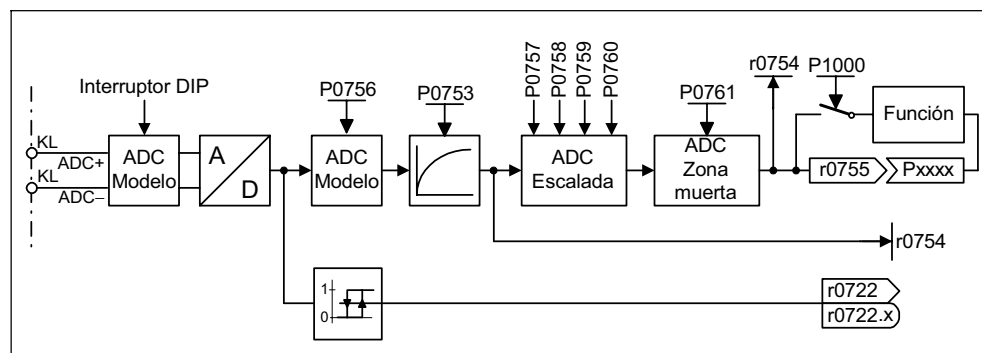 Interruptor DIP
KL
ADC+
KL
ADC−
ADC
Modelo
A
D
P0756
ADC
Modelo
P0753
P0757
P0758
P0759
P0760
ADC
Escalada
P0761
ADC
Zona
muerta
r0754
P1000
Función
r0755
Pxxxx
r0754
1
0
r0722
r0722.x